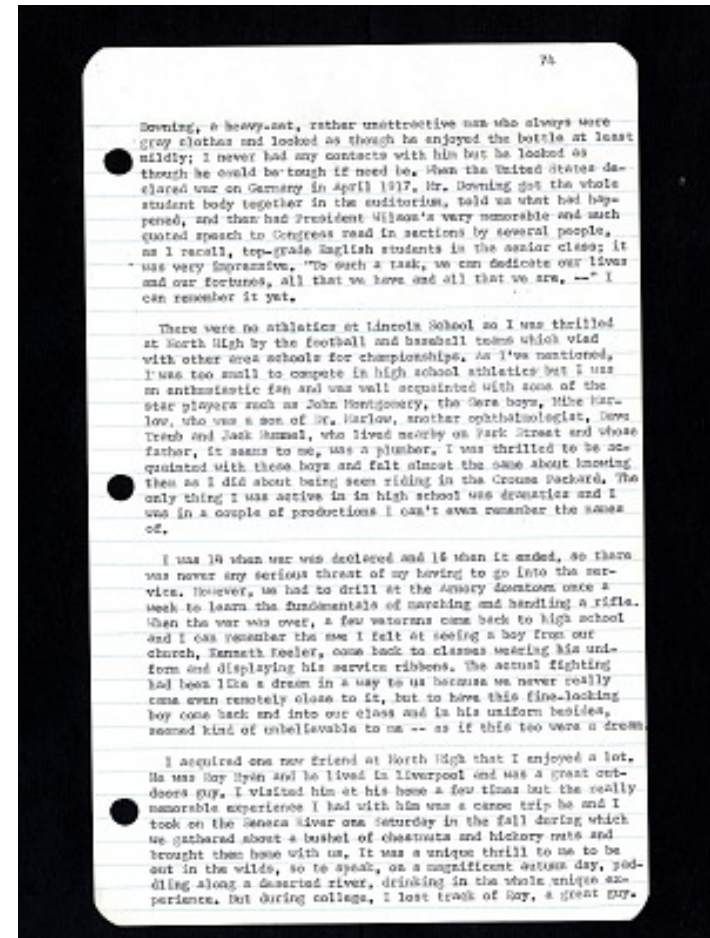 74
Downing, a heavy-set, rather unattractive man who always wore
gray clothes and looked as though he enjoyed the bottle at least
mildly; I never had any contacts with him but he looked as
though he could be tough if need be. When the United States de-
clared war on Germany in April 1917, Mr. Downing got the whole
student body together in the auditorium, told us what had hap-
pened, and then had President Wilson's very memorable and much
quoted speech to Congress read in sections by several people,
as I recall, top-grade English students in the senior class; it
was very impressive. "To such a task, we can dedicate our lives
and our fortunes, all that we have and all that we are. --" I
can remember it yet.
There were no athletics at Lincoln School so I was thrilled
at North High by the football and baseball teams which vied
with other area schools for championships. As I've mentioned,
I was too small to compete in high school athletics but I was
an enthusiastic fan and was well acquainted with some of the
star players such as John Montgomery, the Gere boys, Mike Mar-
low, who was a son of Dr. Marlow, another ophthalmologist, Dave
Traub and Jack Hummel, who lived nearby on Park Street and whose
father, it seems to me, was a plumber. I was thrilled to be ac-
quainted with these boys and felt almost the same about knowing
them as I did about being seen riding in the Crouse Packard. The
only thing I was active in in high school was dramatics and I
was in a couple of productions I can't even remember the names
of.
I was 14 when war was declared and 16 when it ended, so there
was never any serious threat of my having to go into the ser-
vice. However, we had to drill at the Armory downtown once a
week to learn the fundamentals of marching and handling a rifle.
When the war was over, a few veterans came back to high school
and I can remember the awe I felt at seeing a boy from our
church, Kenneth Keeler, come back to classes wearing his uni-
form and displaying his service ribbons. The actual fighting
had been like a dream in a way to us because we never really
came even remotely close to it, but to have this fine-looking
boy come back and into our class and in his uniform besides,
seemed kind of unbelievable to me -- as if this too were a dream.
I acquired one new friend at North High that I enjoyed a lot.
He was Roy Ryan and he lived in Liverpool and was a great out-
doors guy. I visited him at his home a few times but the really
memorable experience I had with him was a canoe trip he and I
took on the Seneca River one Saturday in the fall during which
we gathered about a bushel of chestnuts and hickory nuts and
brought them home with us. It was a unique thrill to me to be
out in the wilds, so to speak, on a magnificent autumn day, pad-
dling along a deserted river, drinking in the whole unique ex-
perience. But during college, I lost track of Roy, a great guy.